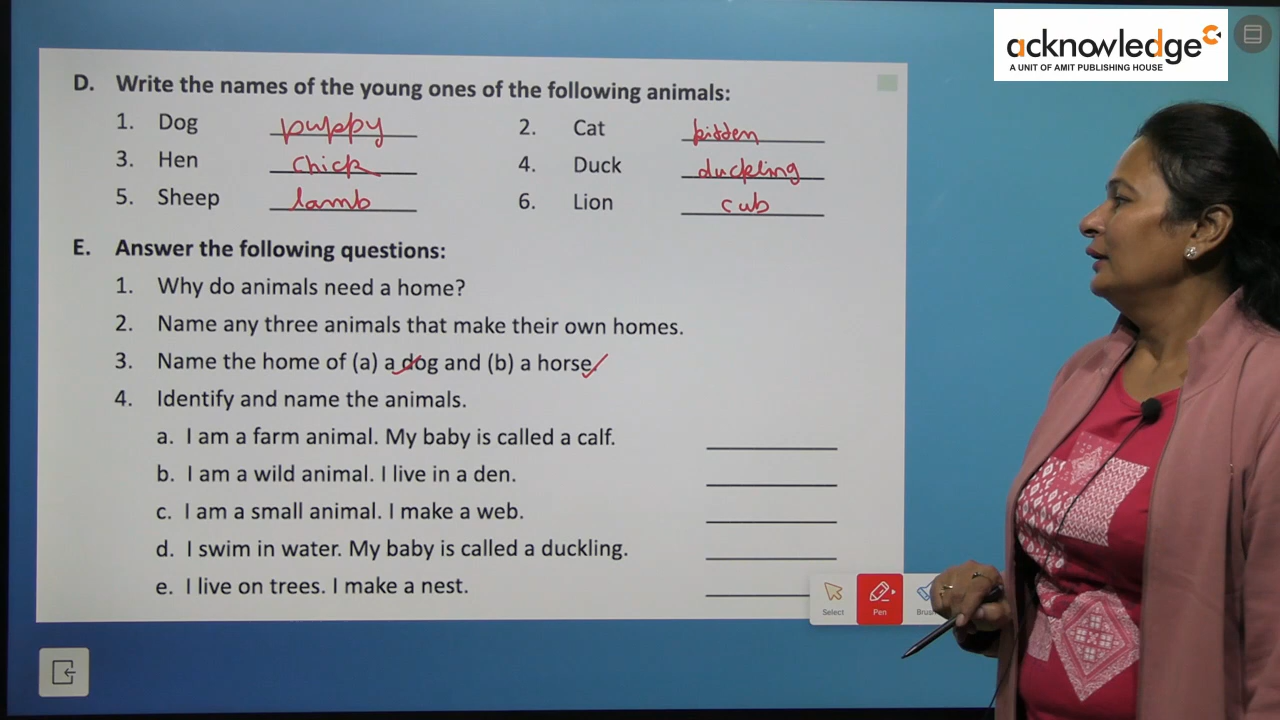 acknowledge
A UNIT OF AMIT PUBLISHING HOUSE
D. Write the names of the young ones of the following animals:
1. Dog puppy 2. Cat kitten
3. Hen chick 4. Duck duckling
5. Sheep lamb 6. Lion cub
E. Answer the following questions:
1. Why do animals need a home?
2. Name any three animals that make their own homes.
3. Name the home of (a) a dog and (b) a horse.
4. Identify and name the animals.
a. I am a farm animal. My baby is called a calf.
b. I am a wild animal. I live in a den.
c. I am a small animal. I make a web.
d. I swim in water. My baby is called a duckling.
e. I live on trees. I make a nest.
Select Pen Brush